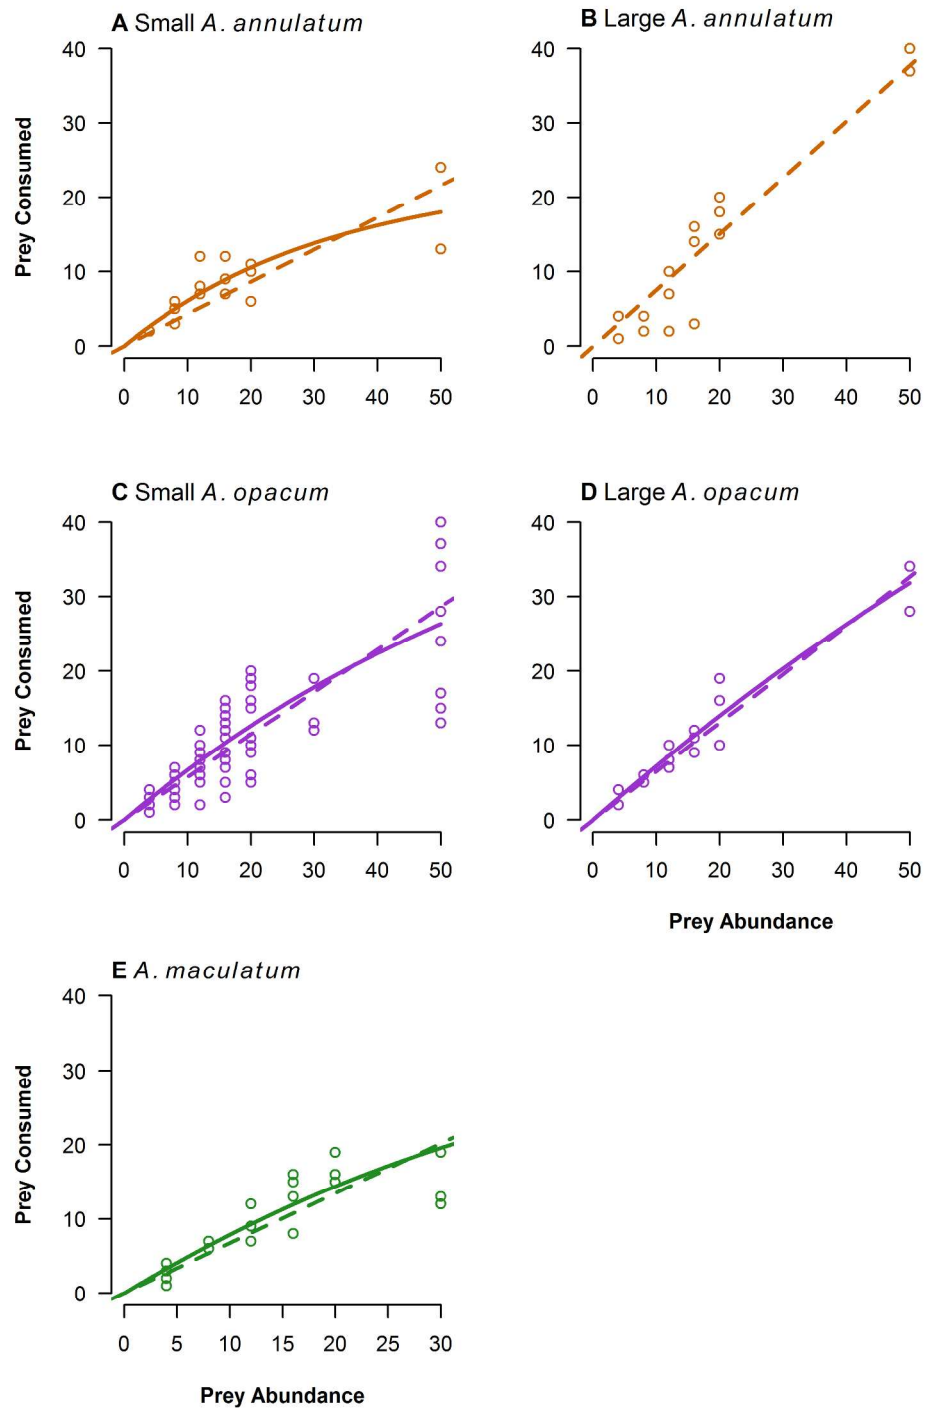 A Small A. annulatum
40
30
20
10
0
Prey Consumed
0 10 20 30 40 50
B Large A. annulatum
40
30
20
10
0
0 10 20 30 40 50
C Small A. opacum
40
30
20
10
0
Prey Consumed
0 10 20 30 40 50
D Large A. opacum
40
30
20
10
0
0 10 20 30 40 50
Prey Abundance
E A. maculatum
40
30
20
10
0
Prey Consumed
0 5 10 15 20 25 30
Prey Abundance